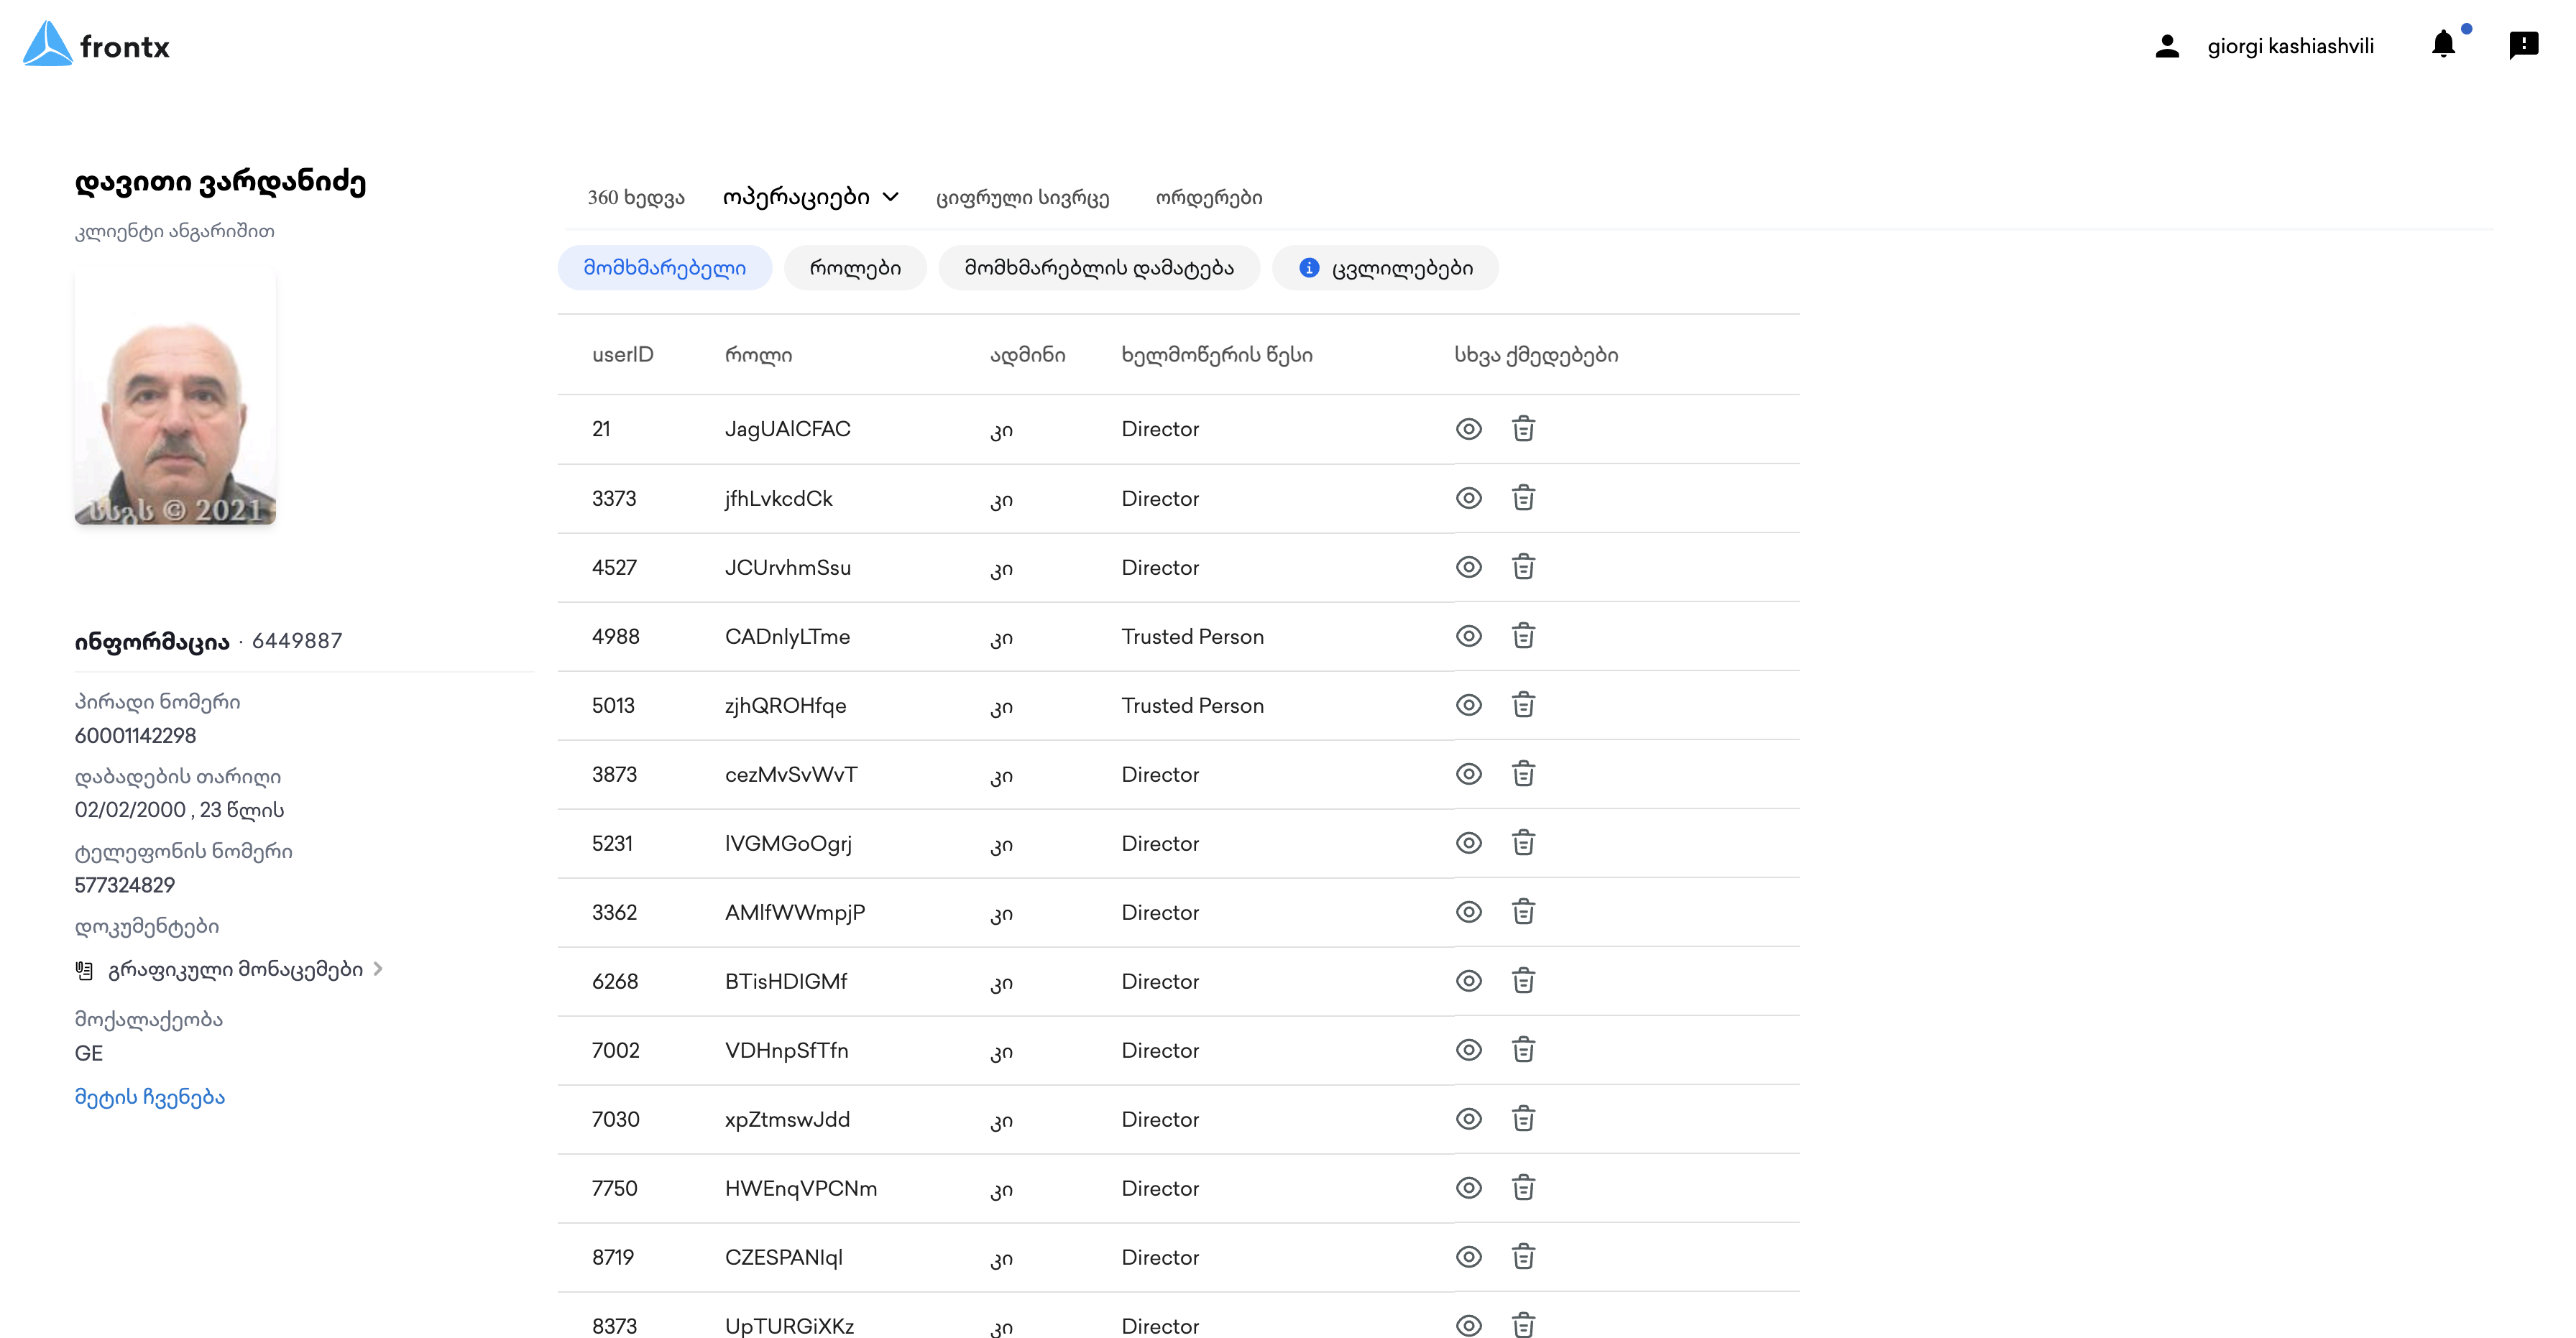 frontx
giorgi kashiashvili
დავითი ვარდანიძე
კლიენტი ანგარიშით
სსგს © 2021
ინფორმაცია · 6449887
პირადი ნომერი
60001142298
დაბადების თარიღი
02/02/2000 , 23 წლის
ტელეფონის ნომერი
577324829
დოკუმენტები
გრაფიკული მონაცემები
მოქალაქეობა
GE
მეტის ჩვენება
360 ხედვა ოპერაციები ციფრული სივრცე ორდერები
მომხმარებელი როლები მომხმარებლის დამატება ცვლილებები
userID როლი ადმინი ხელმოწერის წესი სხვა ქმედებები
21 JagUAlCFAC კი Director
3373 jfhLvkcdCk კი Director
4527 JCUrvhmSsu კი Director
4988 CADnlyLTme კი Trusted Person
5013 zjhQROHfqe კი Trusted Person
3873 cezMvSvWvT კი Director
5231 lVGMGoOgrj კი Director
3362 AMlfWWmpjP კი Director
6268 BTisHDIGMf კი Director
7002 VDHnpSfTfn კი Director
7030 xpZtmswJdd კი Director
7750 HWEnqVPCNm კი Director
8719 CZESPANIql კი Director
8373 UpTURGiXKz კი Director